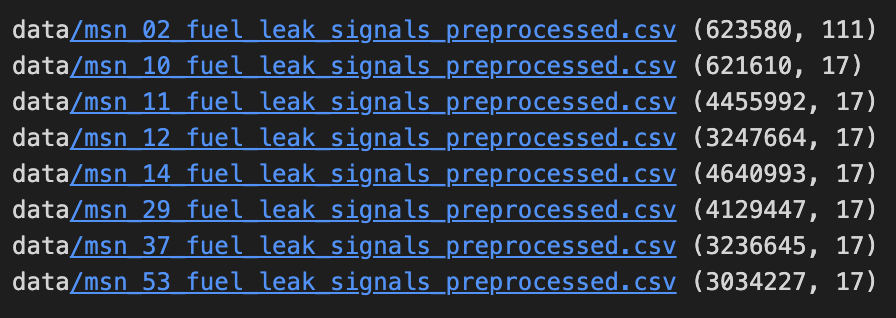 data/msn_02_fuel_leak_signals_preprocessed.csv (623580, 111)
data/msn_10_fuel_leak_signals_preprocessed.csv (621610, 17)
data/msn_11_fuel_leak_signals_preprocessed.csv (4455992, 17)
data/msn_12_fuel_leak_signals_preprocessed.csv (3247664, 17)
data/msn_14_fuel_leak_signals_preprocessed.csv (4640993, 17)
data/msn_29_fuel_leak_signals_preprocessed.csv (4129447, 17)
data/msn_37_fuel_leak_signals_preprocessed.csv (3236645, 17)
data/msn_53_fuel_leak_signals_preprocessed.csv (3034227, 17)